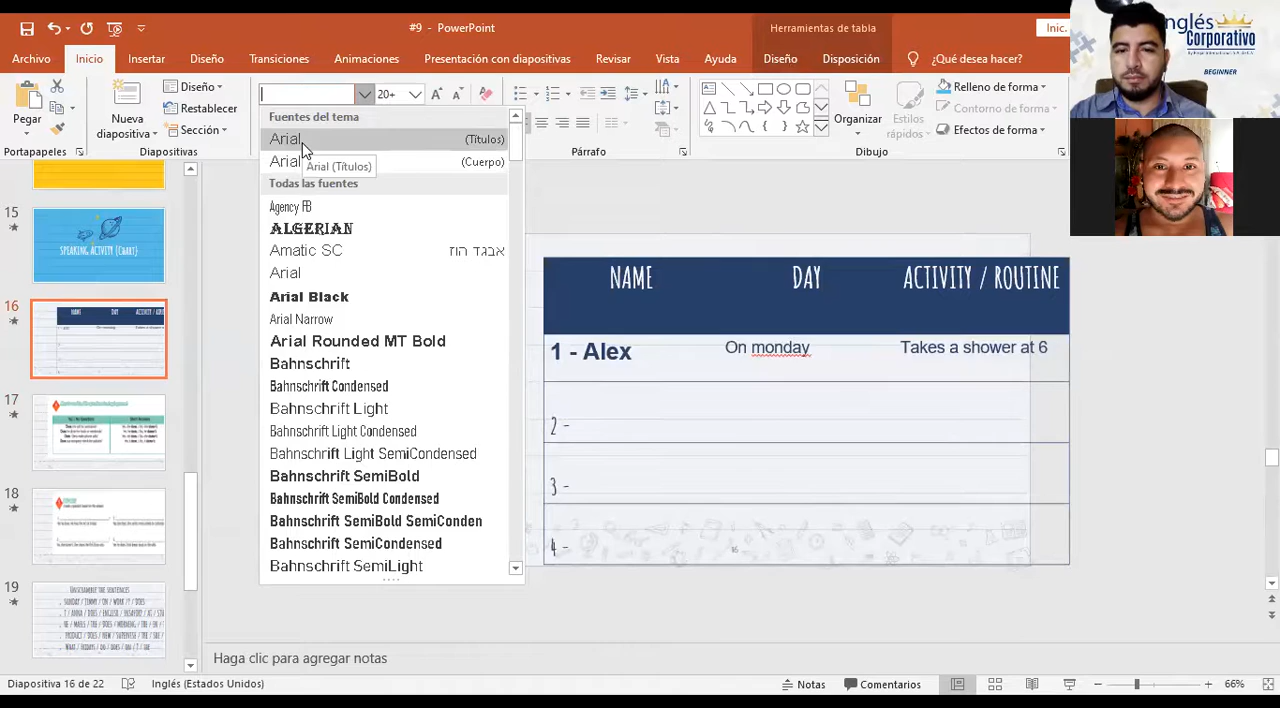 #9 - PowerPoint
Herramientas de tabla
Inic.
Archivo
Inicio
Insertar
Diseño
Transiciones
Animaciones
Presentación con diapositivas
Revisar
Vista
Ayuda
Diseño
Disposición
¿Qué desea hacer?
Inglés
Corporativo
BEGINNER
Pegar
Nueva
diapositiva
Diseño
Restablecer
Sección
20+
Organizar
Estilos
rápidos
Relleno de forma
Contorno de forma
Efectos de forma
Portapapeles
Diapositivas
Párrafo
Dibujo
Fuentes del tema
Arial (Títulos)
Arial (Cuerpo)
Arial (Títulos)
Todas las fuentes
Agency FB
ALGERIAN
Amatic SC אבגד הוז
Arial
Arial Black
Arial Narrow
Arial Rounded MT Bold
Bahnschrift
Bahnschrift Condensed
Bahnschrift Light
Bahnschrift Light Condensed
Bahnschrift Light SemiCondensed
Bahnschrift SemiBold
Bahnschrift SemiBold Condensed
Bahnschrift SemiBold SemiConden
Bahnschrift SemiCondensed
Bahnschrift SemiLight
15
SPEAKING ACTIVITY (CHART)
16
17
18
19
UNSCRAMBLE THE SENTENCES
NAME DAY ACTIVITY / ROUTINE
1 - Alex On monday Takes a shower at 6
2 -
3 -
4 -
16
Haga clic para agregar notas
Diapositiva 16 de 22
Inglés (Estados Unidos)
Notas
Comentarios
66%